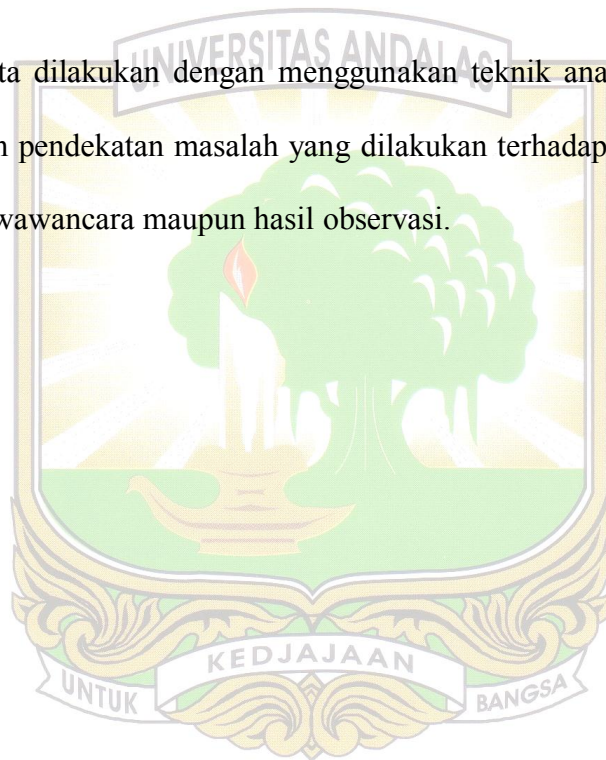 UNIVERSITAS ANDALAS
ta dilakukan dengan menggunakan teknik ana
pendekatan masalah yang dilakukan terhadap
wawancara maupun hasil observasi.
KEDJAJAAN
UNTUK
BANGSA